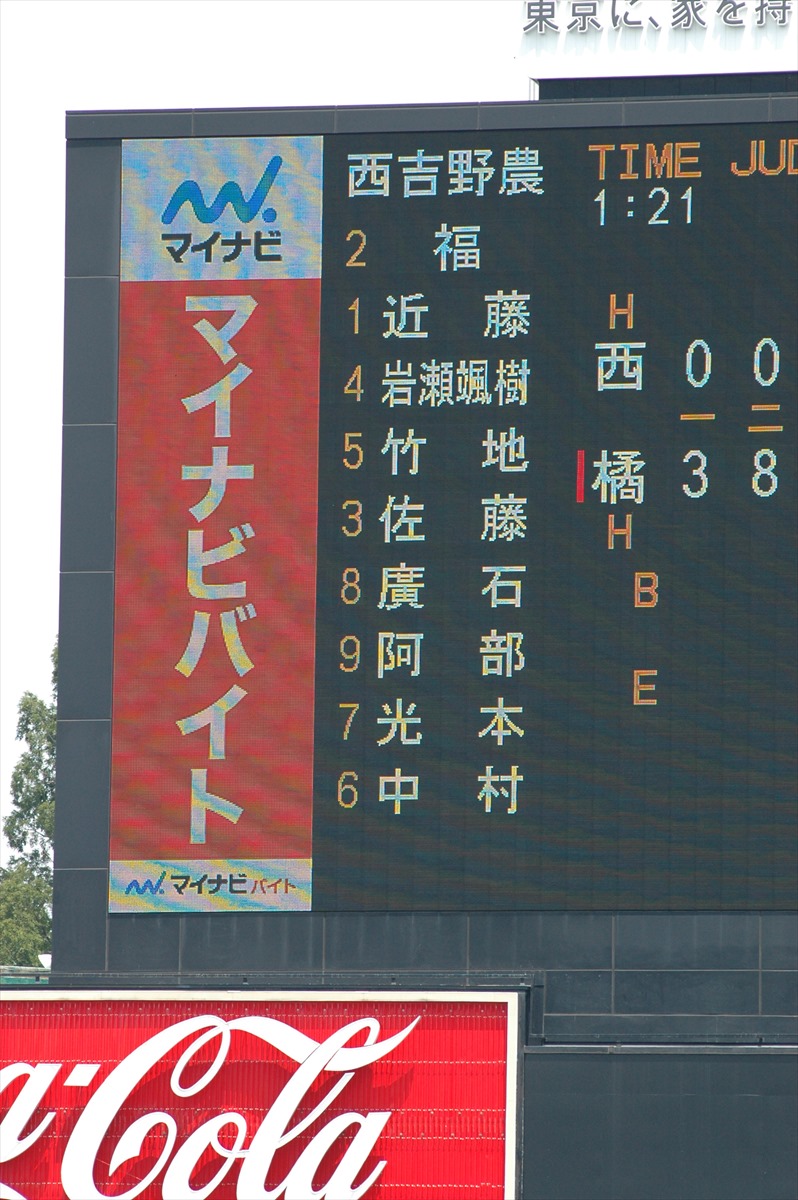 東京に、家を持
マイナビ
マイナビバイト
マイナビバイト
西吉野農
2 福
1 近藤
4 岩瀬颯樹
5 竹地
3 佐藤
8 廣石
9 阿部
7 光本
6 中村
TIME JUD
1:21
H
西 0 0
一 二
橘 3 8
H
B
E
a-Cola